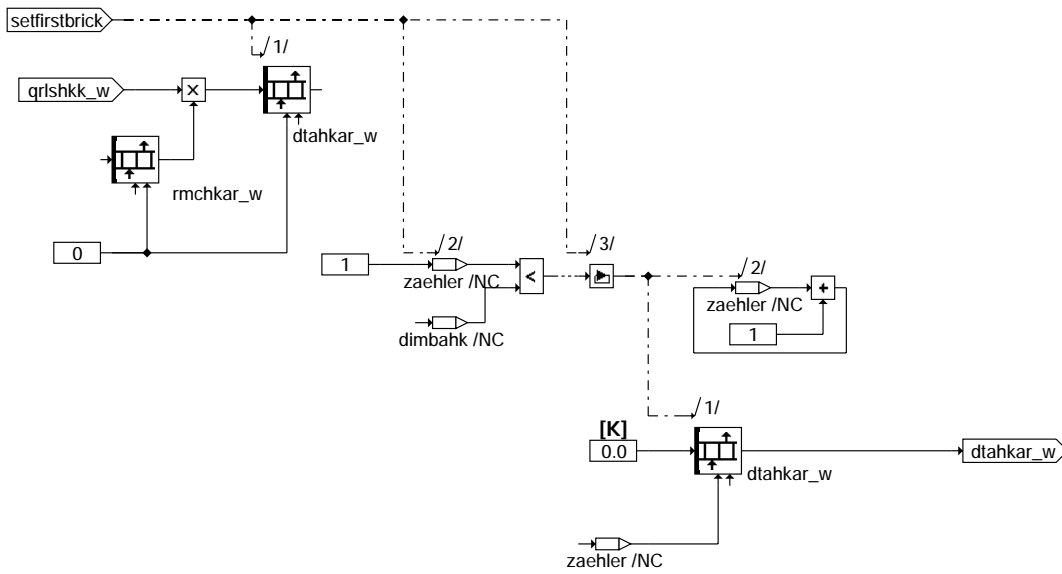 setfirstbrick
/1/
qrlshkk_w
×
dtahkar_w
rmchkar_w
0
/2/
/3/
1
zaehler /NC
<
dimbahk /NC
/2/
zaehler /NC
+
1
/1/
[K]
0.0
dtahkar_w
dtahkar_w
zaehler /NC